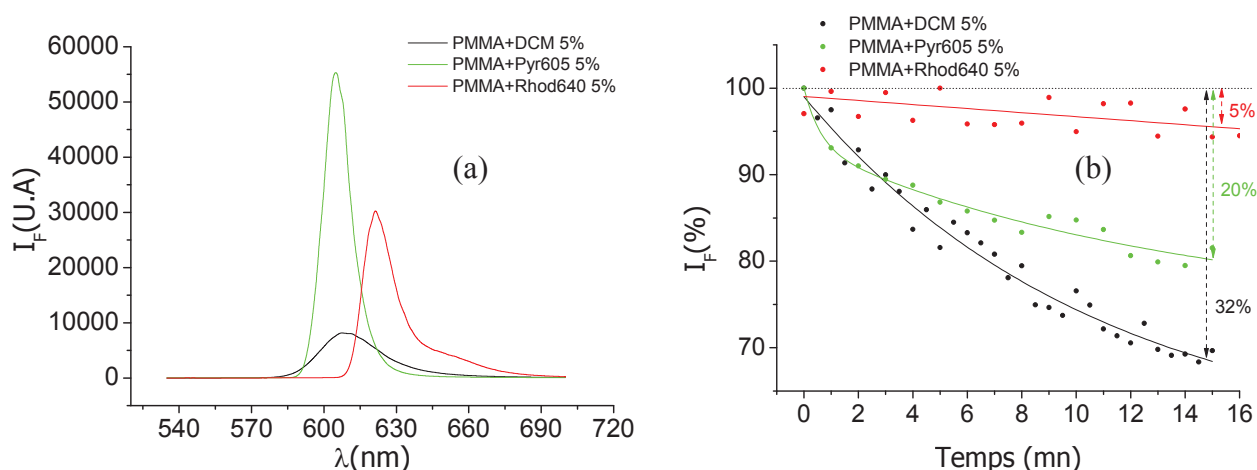 60000
50000
40000
30000
20000
10000
0
I_F(U.A)
540 570 600 630 660 690 720
λ(nm)
PMMA+DCM 5%
PMMA+Pyr605 5%
PMMA+Rhod640 5%
(a)
PMMA+DCM 5%
PMMA+Pyr605 5%
PMMA+Rhod640 5%
100
90
80
70
I_F(%)
0 2 4 6 8 10 12 14 16
Temps (mn)
(b)
5%
20%
32%